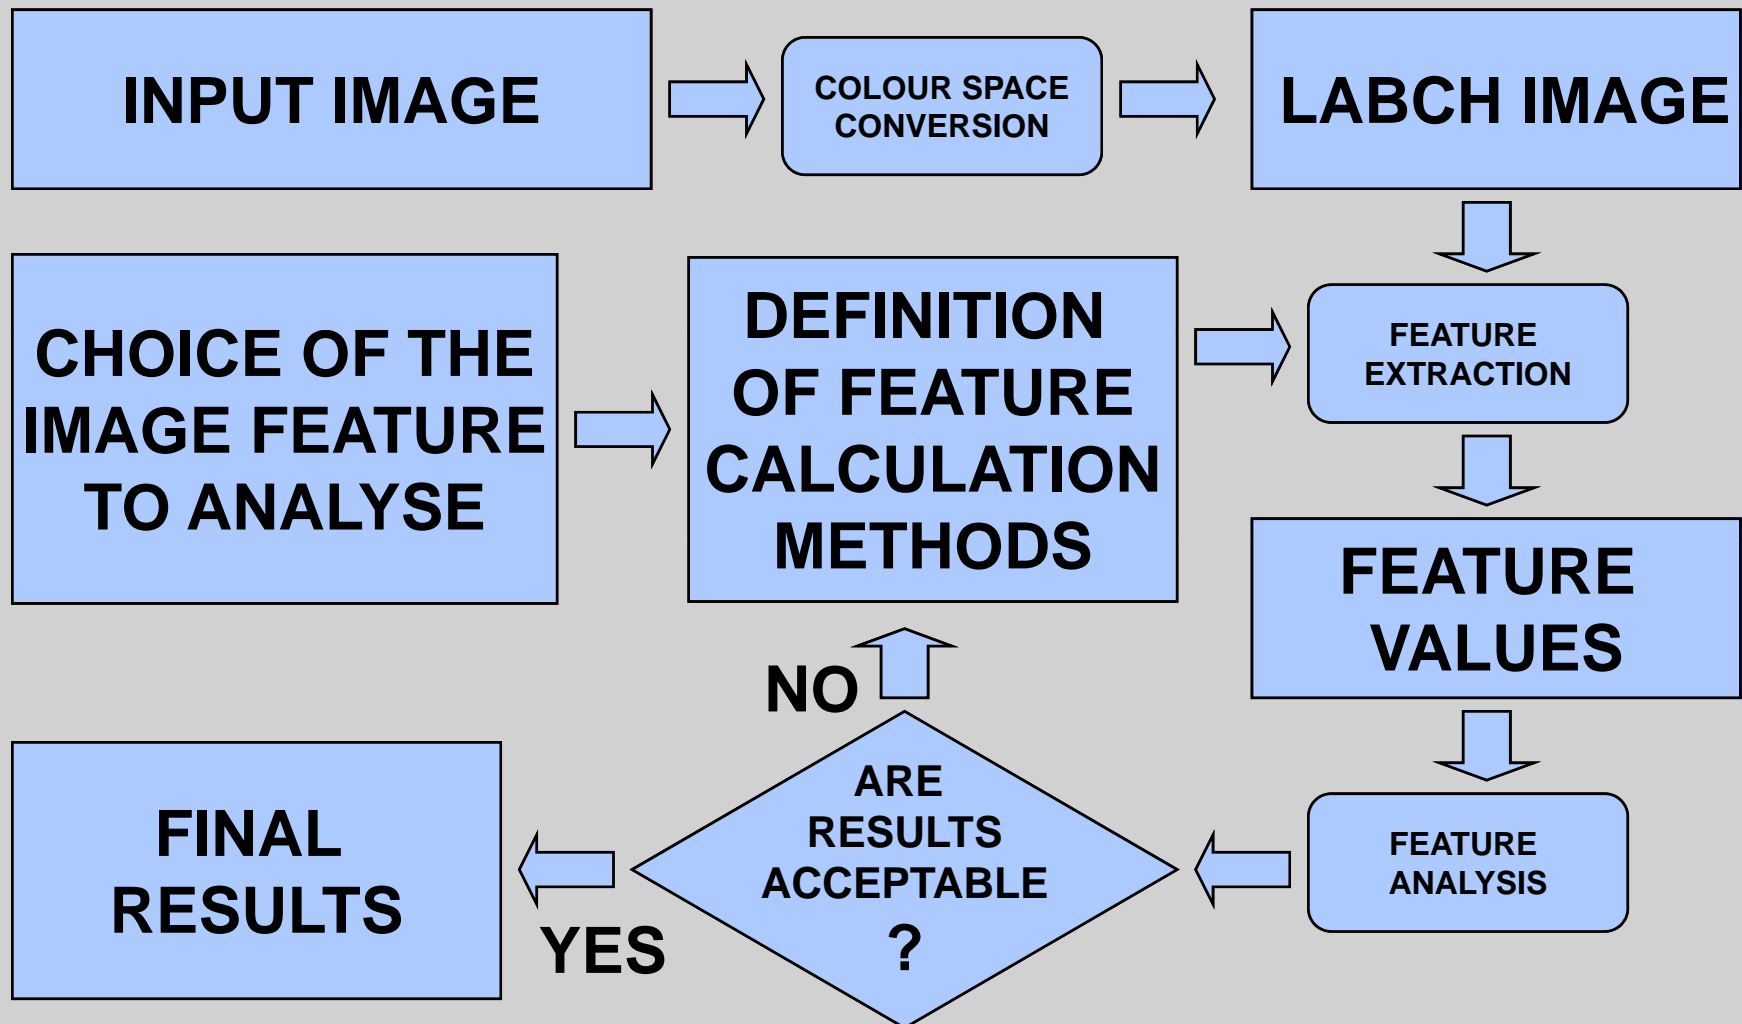 INPUT IMAGE
COLOUR SPACE
CONVERSION
LABCH IMAGE
CHOICE OF THE
IMAGE FEATURE
TO ANALYSE
DEFINITION
OF FEATURE
CALCULATION
METHODS
FEATURE
EXTRACTION
FEATURE
VALUES
NO
FINAL
RESULTS
YES
ARE
RESULTS
ACCEPTABLE
?
FEATURE
ANALYSIS